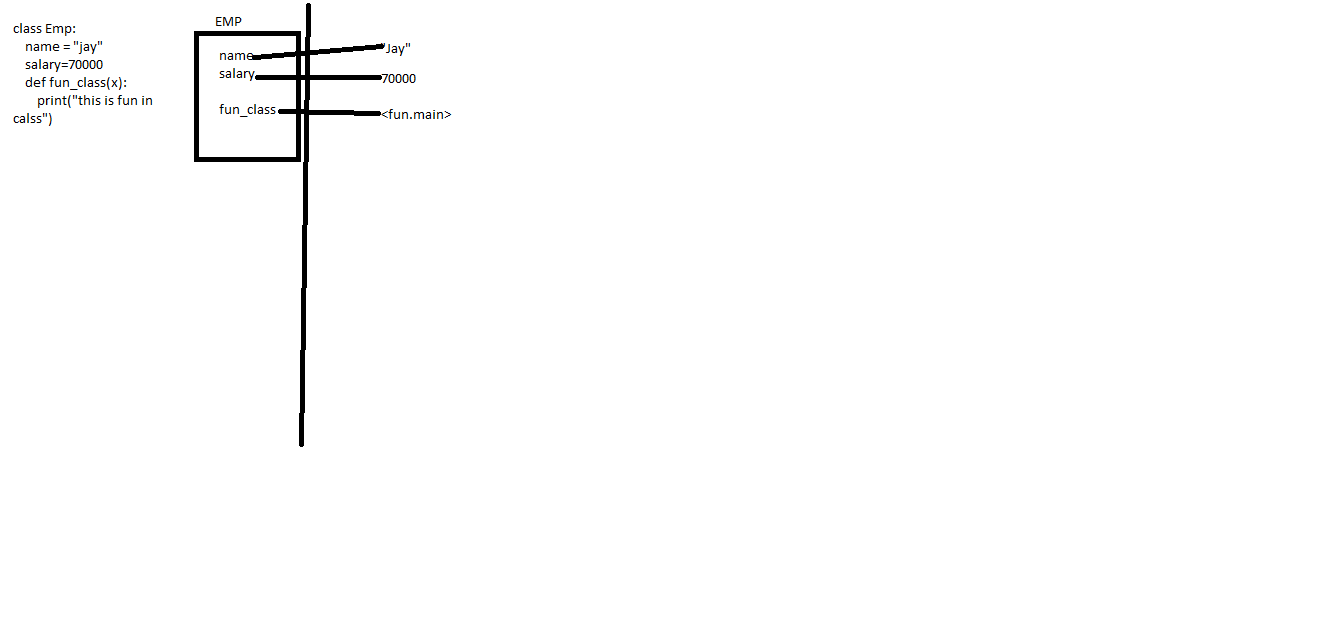 class Emp:
name = "jay"
salary=70000
def fun_class(x):
print("this is fun in
calss")
EMP
name
salary
fun_class
"Jay"
70000
<fun.main>